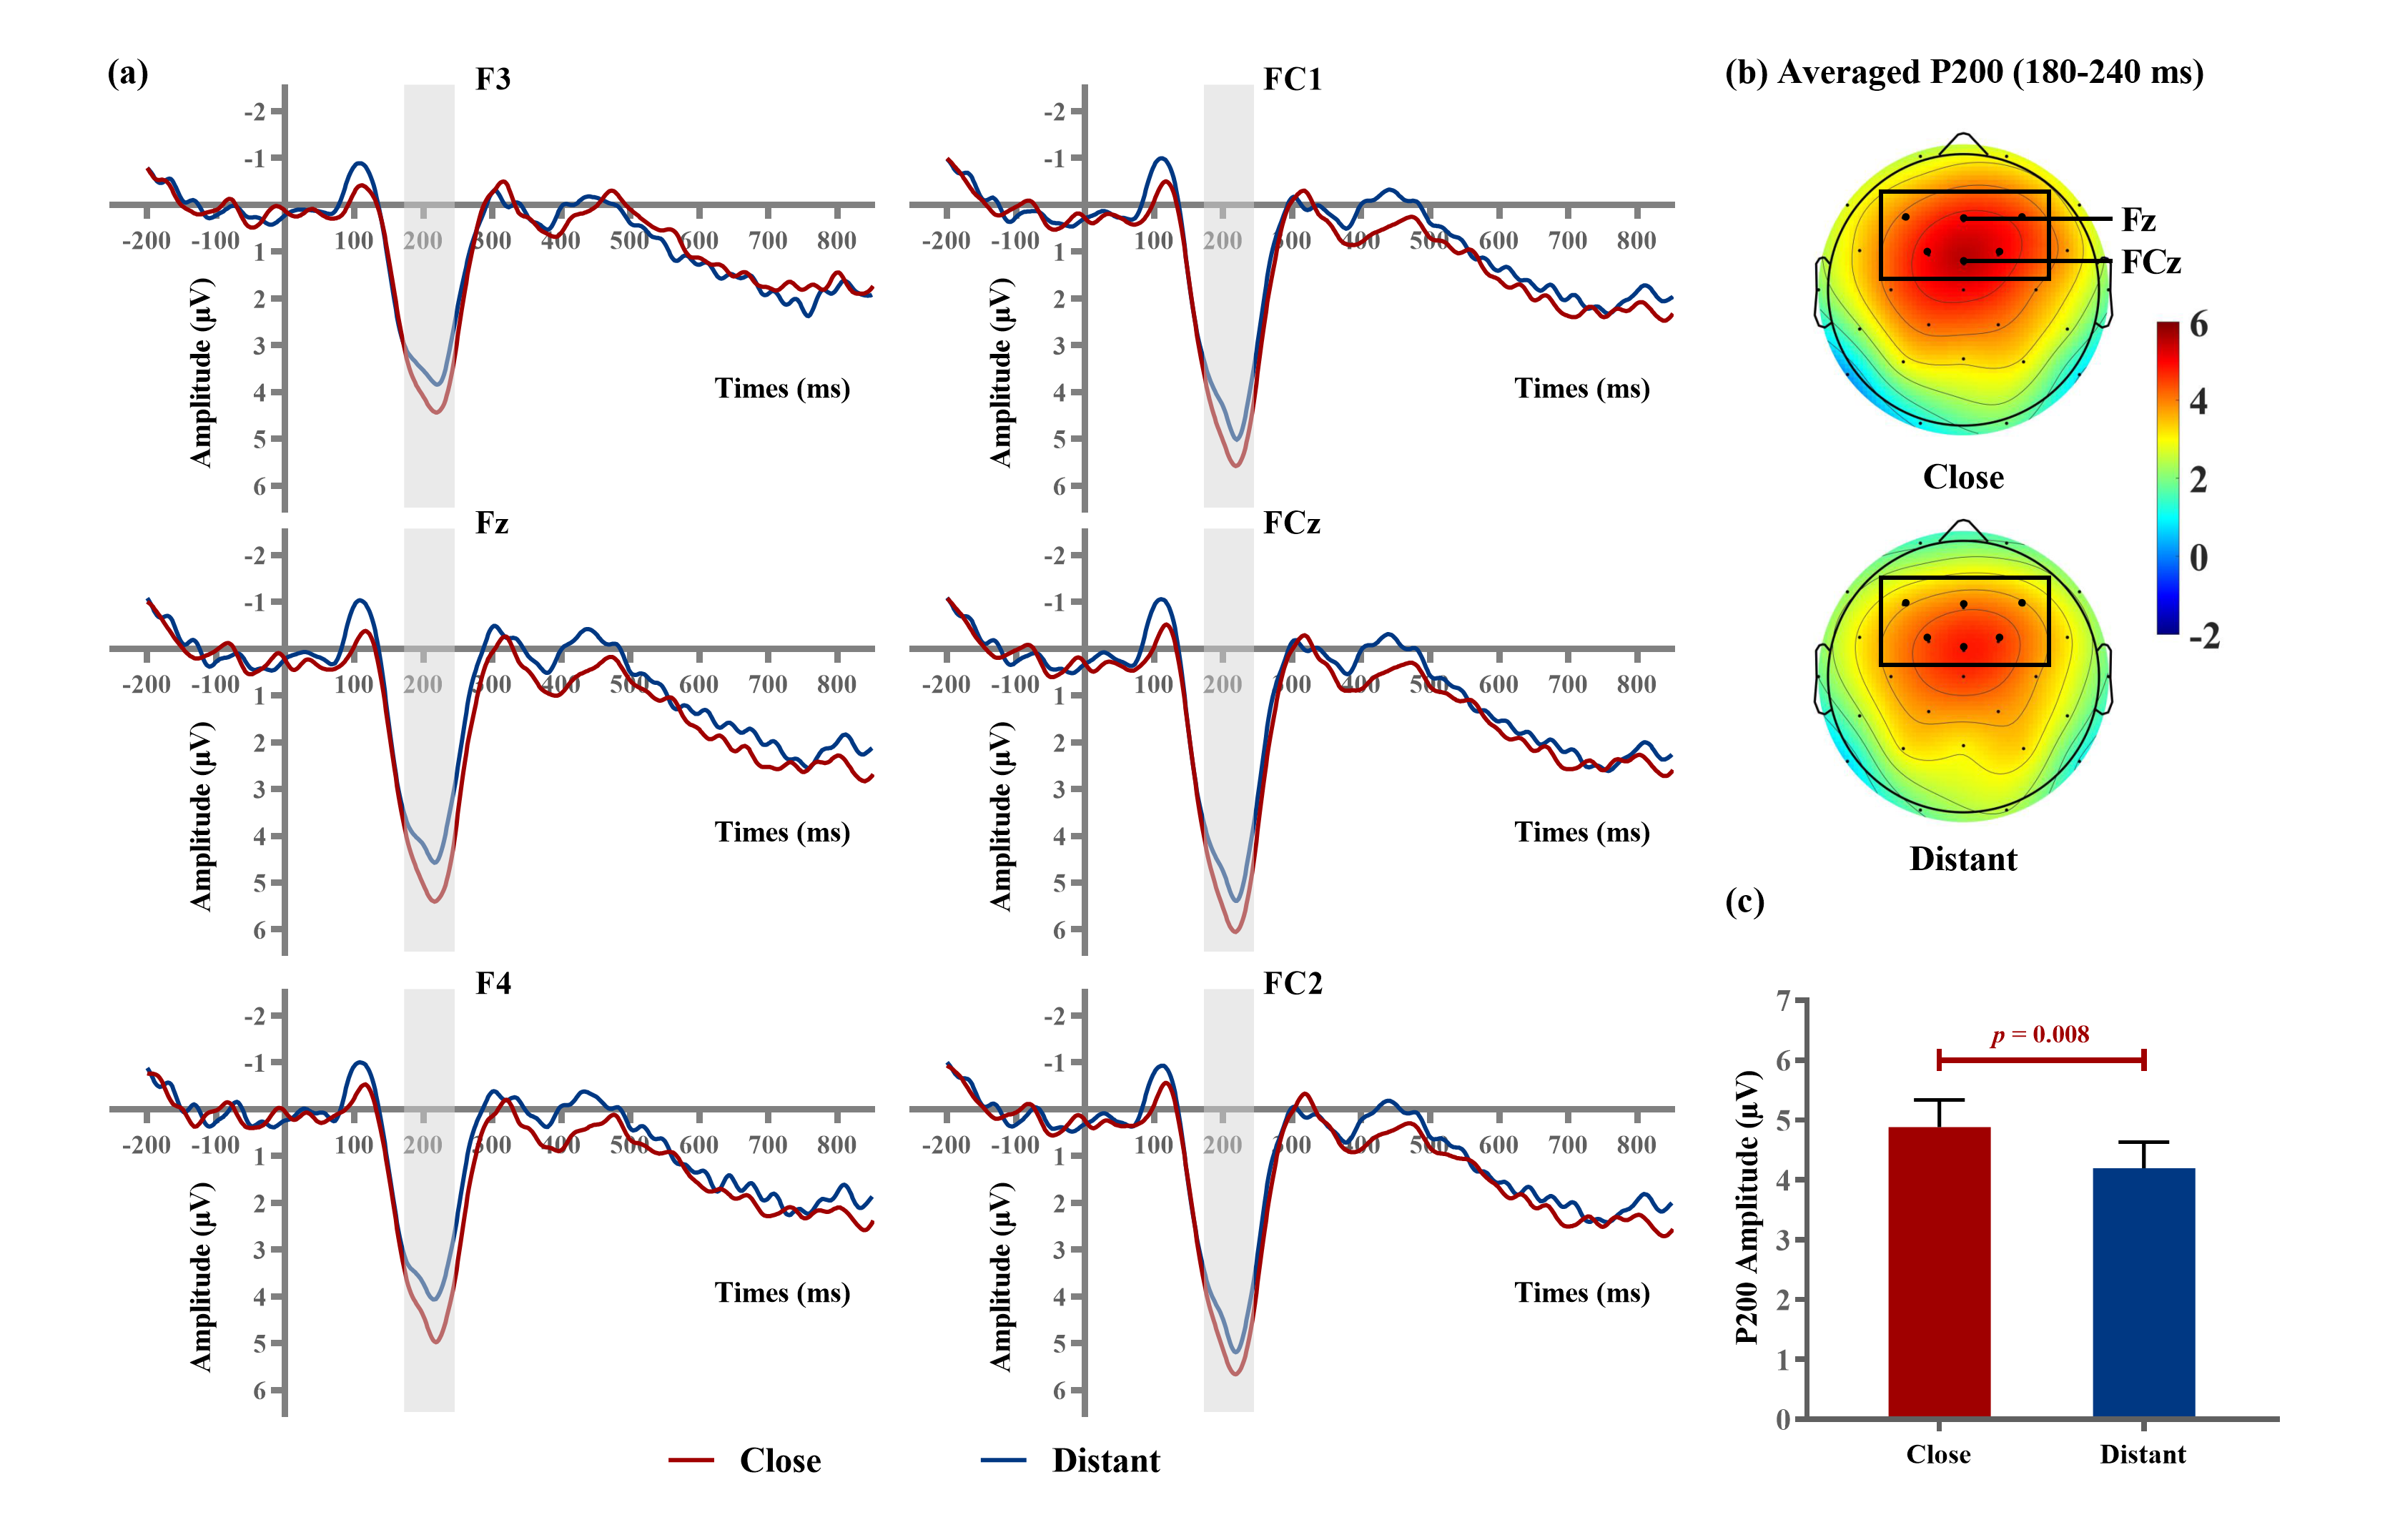 (a)
F3
-2
-1
1
2
3
4
5
6
-200 -100 100 200 300 400 500 600 700 800
Amplitude (μV)
Times (ms)
FC1
-2
-1
1
2
3
4
5
6
-200 -100 100 200 300 400 500 600 700 800
Amplitude (μV)
Times (ms)
Fz
-2
-1
1
2
3
4
5
6
-200 -100 100 200 300 400 500 600 700 800
Amplitude (μV)
Times (ms)
FCz
-2
-1
1
2
3
4
5
6
-200 -100 100 200 300 400 500 600 700 800
Amplitude (μV)
Times (ms)
F4
-2
-1
1
2
3
4
5
6
-200 -100 100 200 300 400 500 600 700 800
Amplitude (μV)
Times (ms)
FC2
-2
-1
1
2
3
4
5
6
-200 -100 100 200 300 400 500 600 700 800
Amplitude (μV)
Times (ms)
Close Distant
(b) Averaged P200 (180-240 ms)
Fz
FCz
Close
6
4
2
0
-2
Distant
(c)
7
6
5
4
3
2
1
0
P200 Amplitude (μV)
p = 0.008
Close Distant